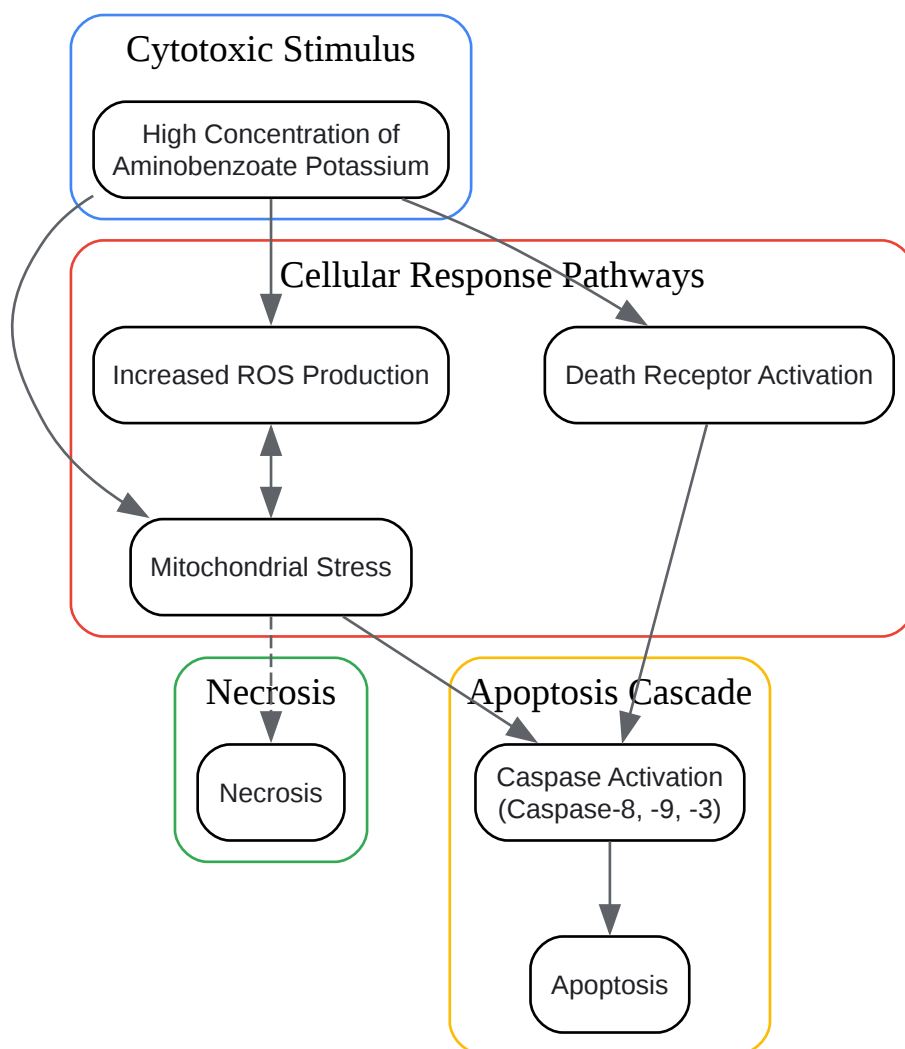 Cytotoxic Stimulus
High Concentration of
Aminobenzoate Potassium
Cellular Response Pathways
Increased ROS Production
Death Receptor Activation
Mitochondrial Stress
Necrosis
Apoptosis Cascade
Necrosis
Caspase Activation
(Caspase-8, -9, -3)
Apoptosis